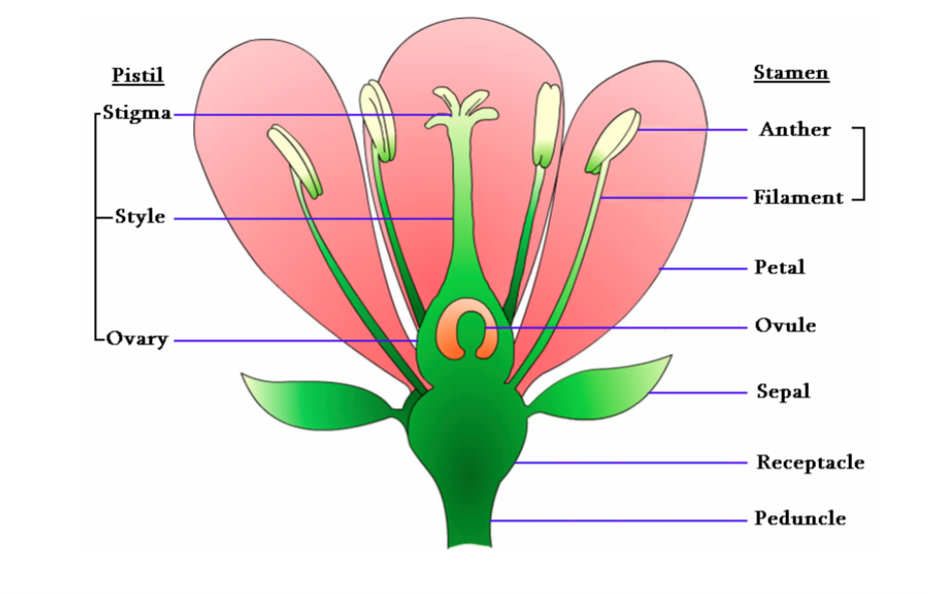 Pistil
Stigma
Style
Ovary
Stamen
Anther
Filament
Petal
Ovule
Sepal
Receptacle
Peduncle